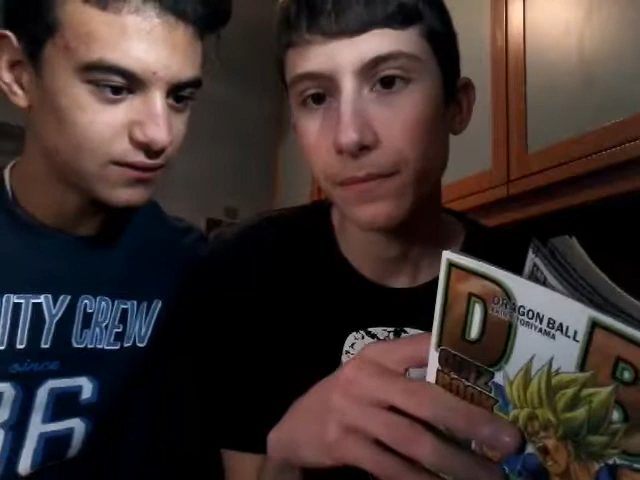 ITY CREW
since
86
DRAGON BALL
AKIRA TORIYAMA
D B
QUIZ
BOOK